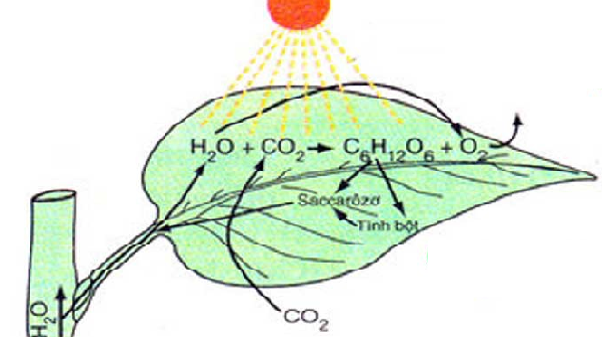 H₂O + CO₂ → C₆H₁₂O₆ + O₂
Saccarôzơ
Tinh bột
H₂O
CO₂